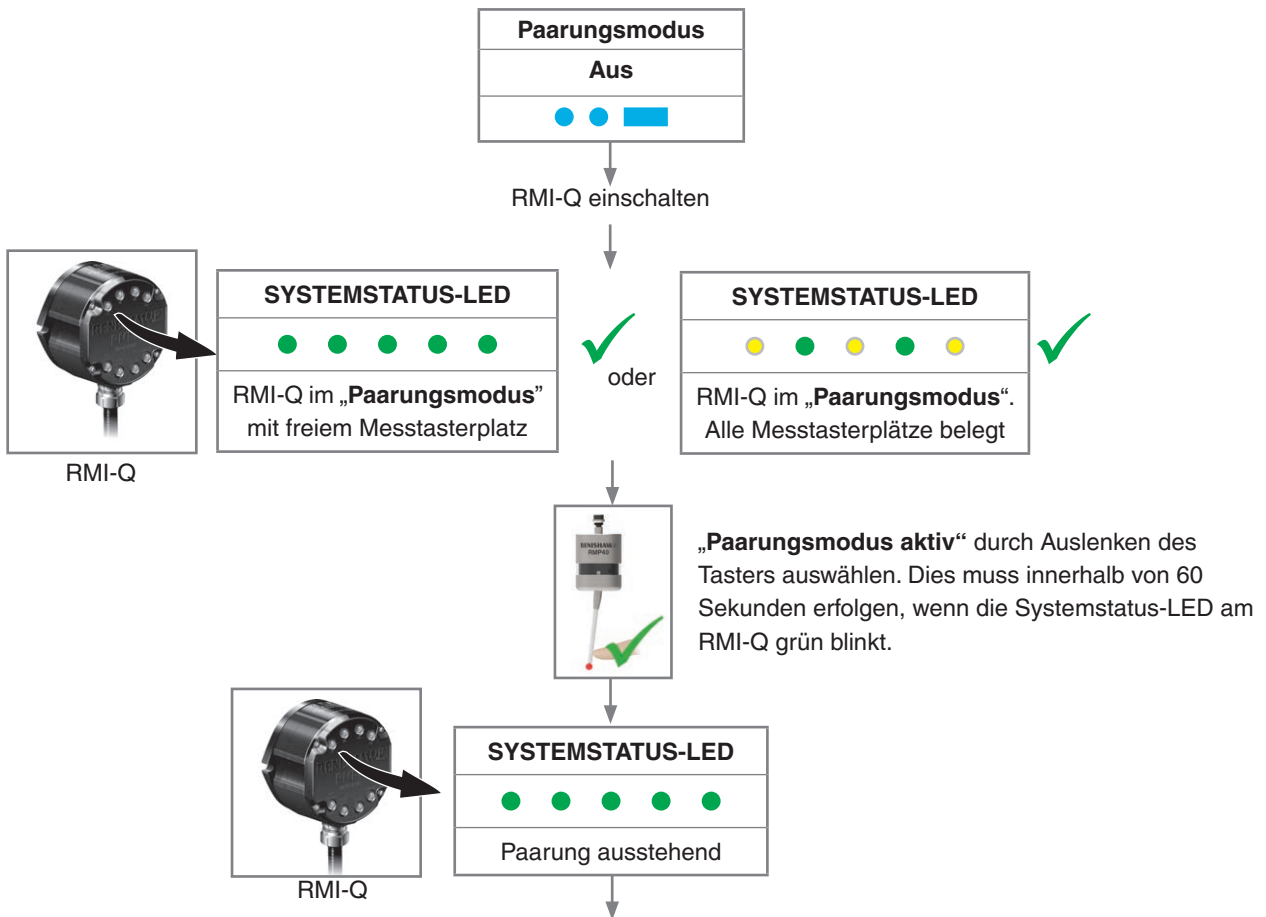 Paarungsmodus
Aus
RMI-Q einschalten
SYSTEMSTATUS-LED
RMI-Q im „Paarungsmodus”
mit freiem Messtasterplatz
RMI-Q
oder
SYSTEMSTATUS-LED
RMI-Q im „Paarungsmodus“.
Alle Messtasterplätze belegt
RENISHAW
RMP40
„Paarungsmodus aktiv“ durch Auslenken des
Tasters auswählen. Dies muss innerhalb von 60
Sekunden erfolgen, wenn die Systemstatus-LED am
RMI-Q grün blinkt.
RMI-Q
SYSTEMSTATUS-LED
Paarung ausstehend